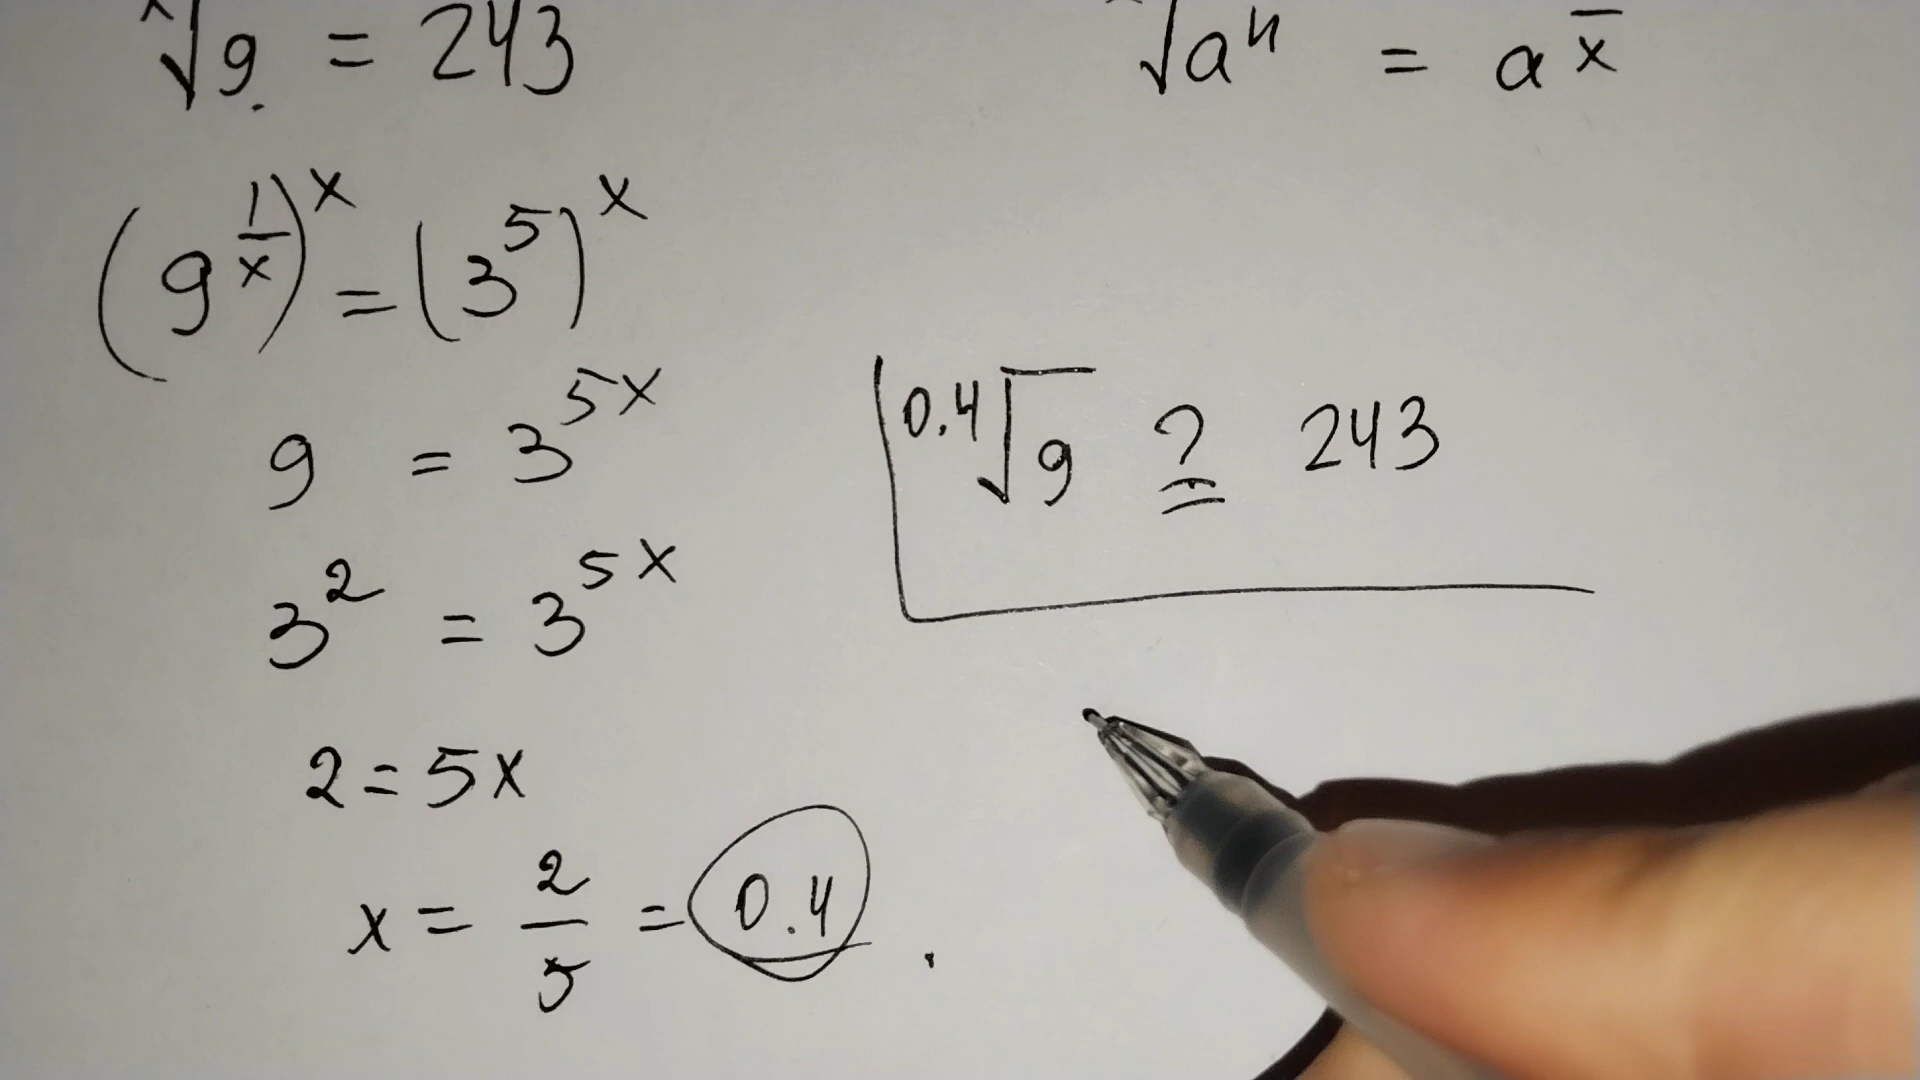 √9 = 243
√aⁿ = a^x
(9^(1/x))^x = (3^5)^x
9 = 3^5x
0.4√9 ≟ 243
3^2 = 3^5x
2 = 5x
x = 2/5 = 0.4 .